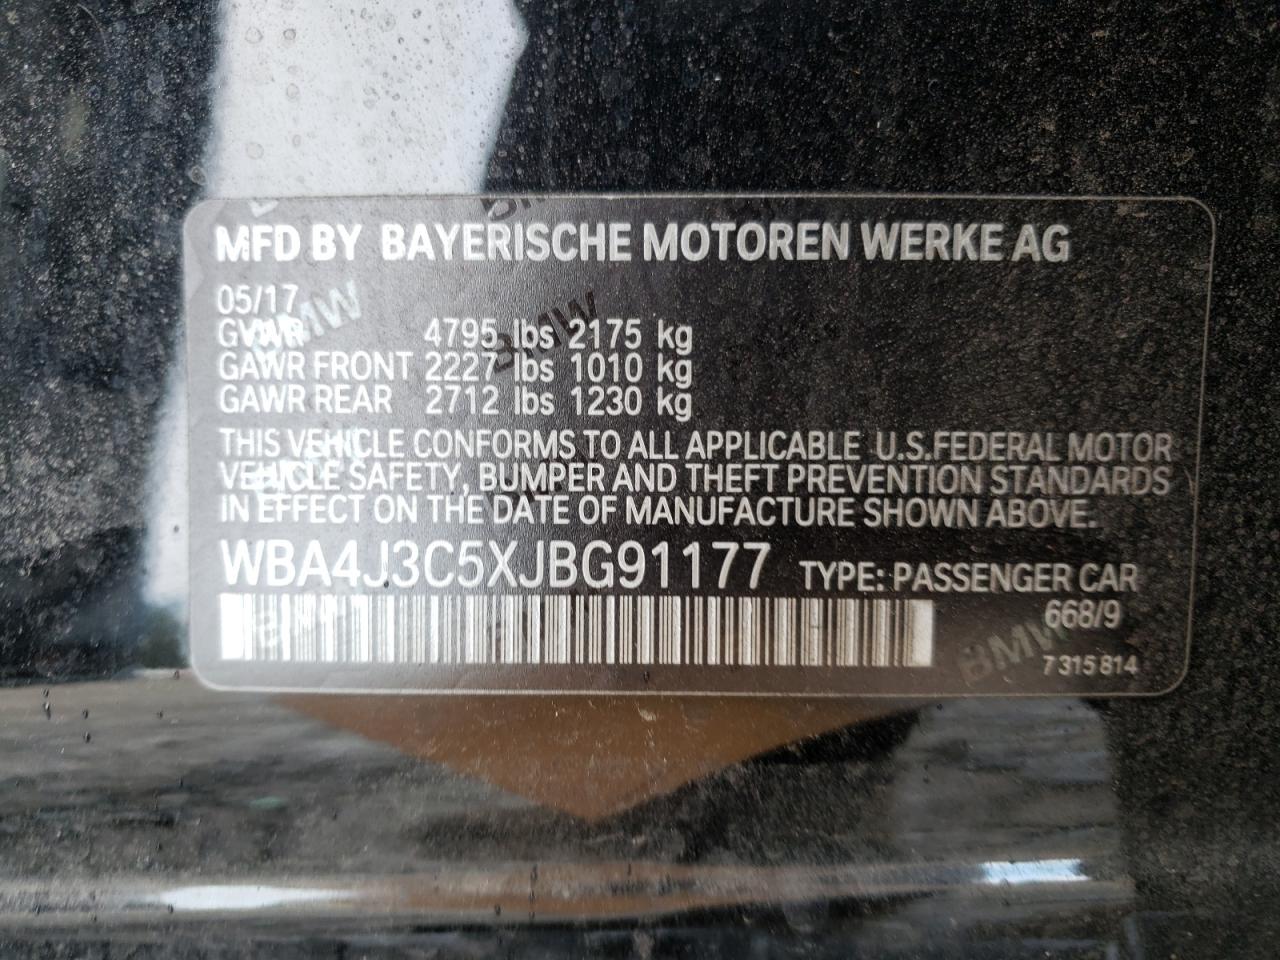 MFD BY BAYERISCHE MOTOREN WERKE AG
05/17
GVWR 4795 lbs 2175 kg
GAWR FRONT 2227 lbs 1010 kg
GAWR REAR 2712 lbs 1230 kg
THIS VEHICLE CONFORMS TO ALL APPLICABLE U.S.FEDERAL MOTOR
VEHICLE SAFETY, BUMPER AND THEFT PREVENTION STANDARDS
IN EFFECT ON THE DATE OF MANUFACTURE SHOWN ABOVE.
WBA4J3C5XJBG91177 TYPE: PASSENGER CAR
668/9
7 315 814
BMW
BMW
BMW